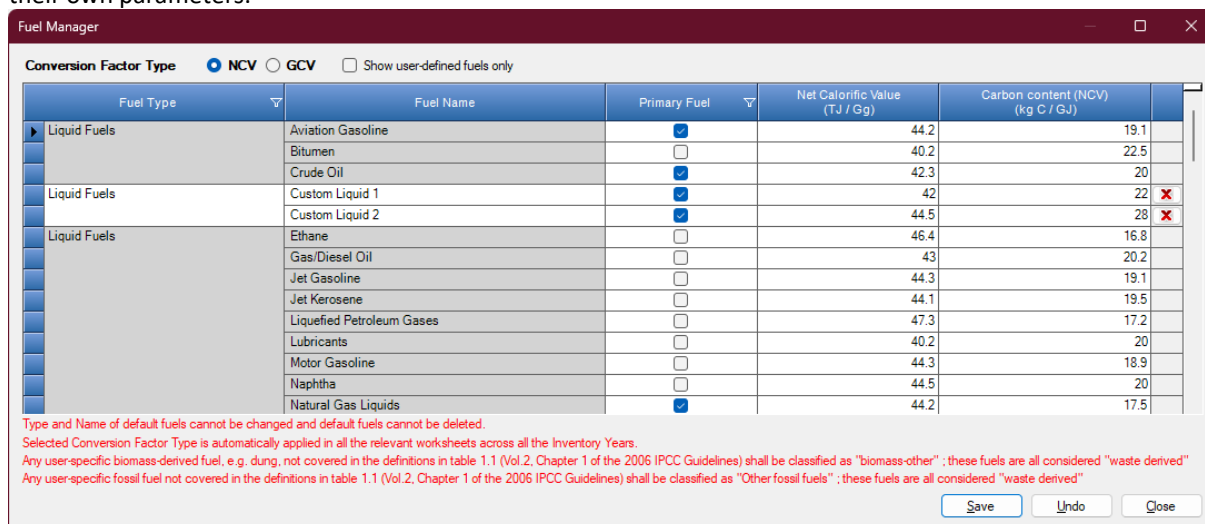 their own parameters.
Fuel Manager
Conversion Factor Type NCV GCV Show user-defined fuels only
Fuel Type Fuel Name Primary Fuel Net Calorific Value (TJ / Gg) Carbon content (NCV) (kg C / GJ)
Liquid Fuels Aviation Gasoline 44.2 19.1
Bitumen 40.2 22.5
Crude Oil 42.3 20
Liquid Fuels Custom Liquid 1 42 22 X
Custom Liquid 2 44.5 28 X
Liquid Fuels Ethane 46.4 16.8
Gas/Diesel Oil 43 20.2
Jet Gasoline 44.3 19.1
Jet Kerosene 44.1 19.5
Liquefied Petroleum Gases 47.3 17.2
Lubricants 40.2 20
Motor Gasoline 44.3 18.9
Naphtha 44.5 20
Natural Gas Liquids 44.2 17.5
Type and Name of default fuels cannot be changed and default fuels cannot be deleted.
Selected Conversion Factor Type is automatically applied in all the relevant worksheets across all the Inventory Years.
Any user-specific biomass-derived fuel, e.g. dung, not covered in the definitions in table 1.1 (Vol.2, Chapter 1 of the 2006 IPCC Guidelines) shall be classified as "biomass-other" ; these fuels are all considered "waste derived"
Any user-specific fossil fuel not covered in the definitions in table 1.1 (Vol.2, Chapter 1 of the 2006 IPCC Guidelines) shall be classified as "Other fossil fuels" ; these fuels are all considered "waste derived"
Save Undo Close